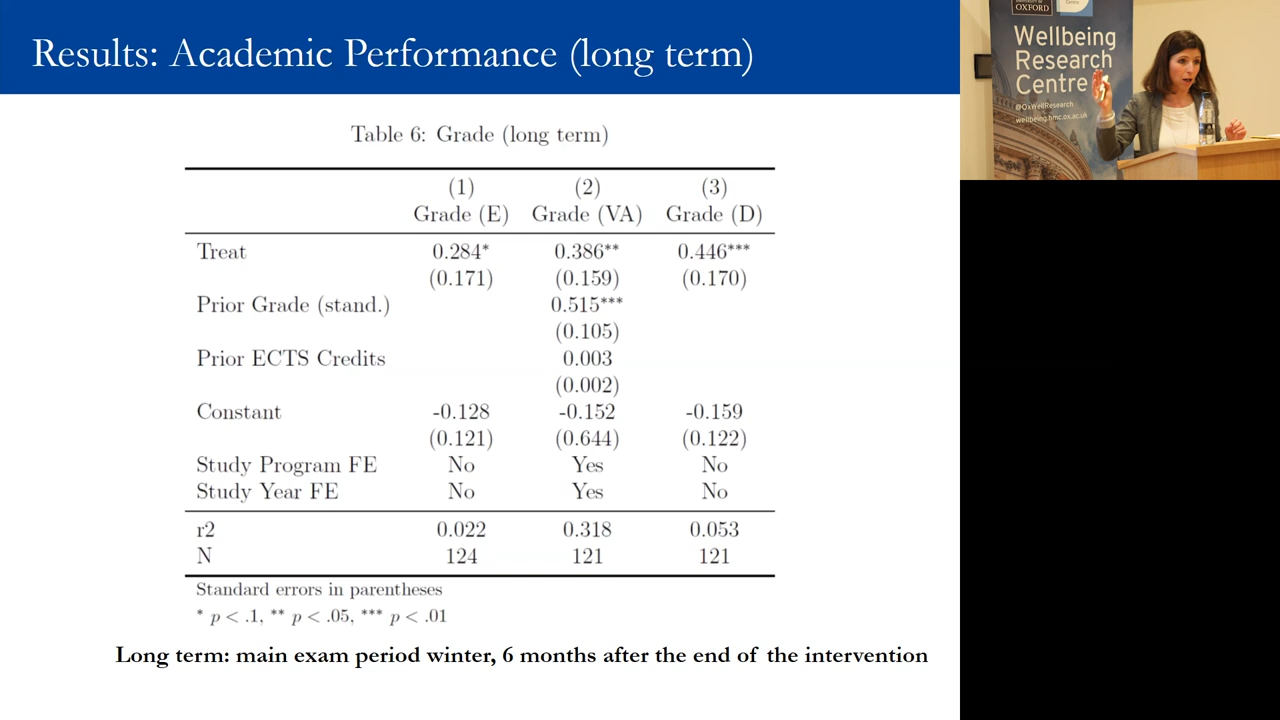 Results: Academic Performance (long term)
Table 6: Grade (long term)
(1) (2) (3)
Grade (E) Grade (VA) Grade (D)
Treat 0.284* 0.386** 0.446***
(0.171) (0.159) (0.170)
Prior Grade (stand.) 0.515***
(0.105)
Prior ECTS Credits 0.003
(0.002)
Constant -0.128 -0.152 -0.159
(0.121) (0.644) (0.122)
Study Program FE No Yes No
Study Year FE No Yes No
r2 0.022 0.318 0.053
N 124 121 121
Standard errors in parentheses
* p < .1, ** p < .05, *** p < .01
Long term: main exam period winter, 6 months after the end of the intervention
OXFORD
Centre
Wellbeing
Research
Centre
@OxWellResearch
wellbeing.hmc.ox.ac.uk